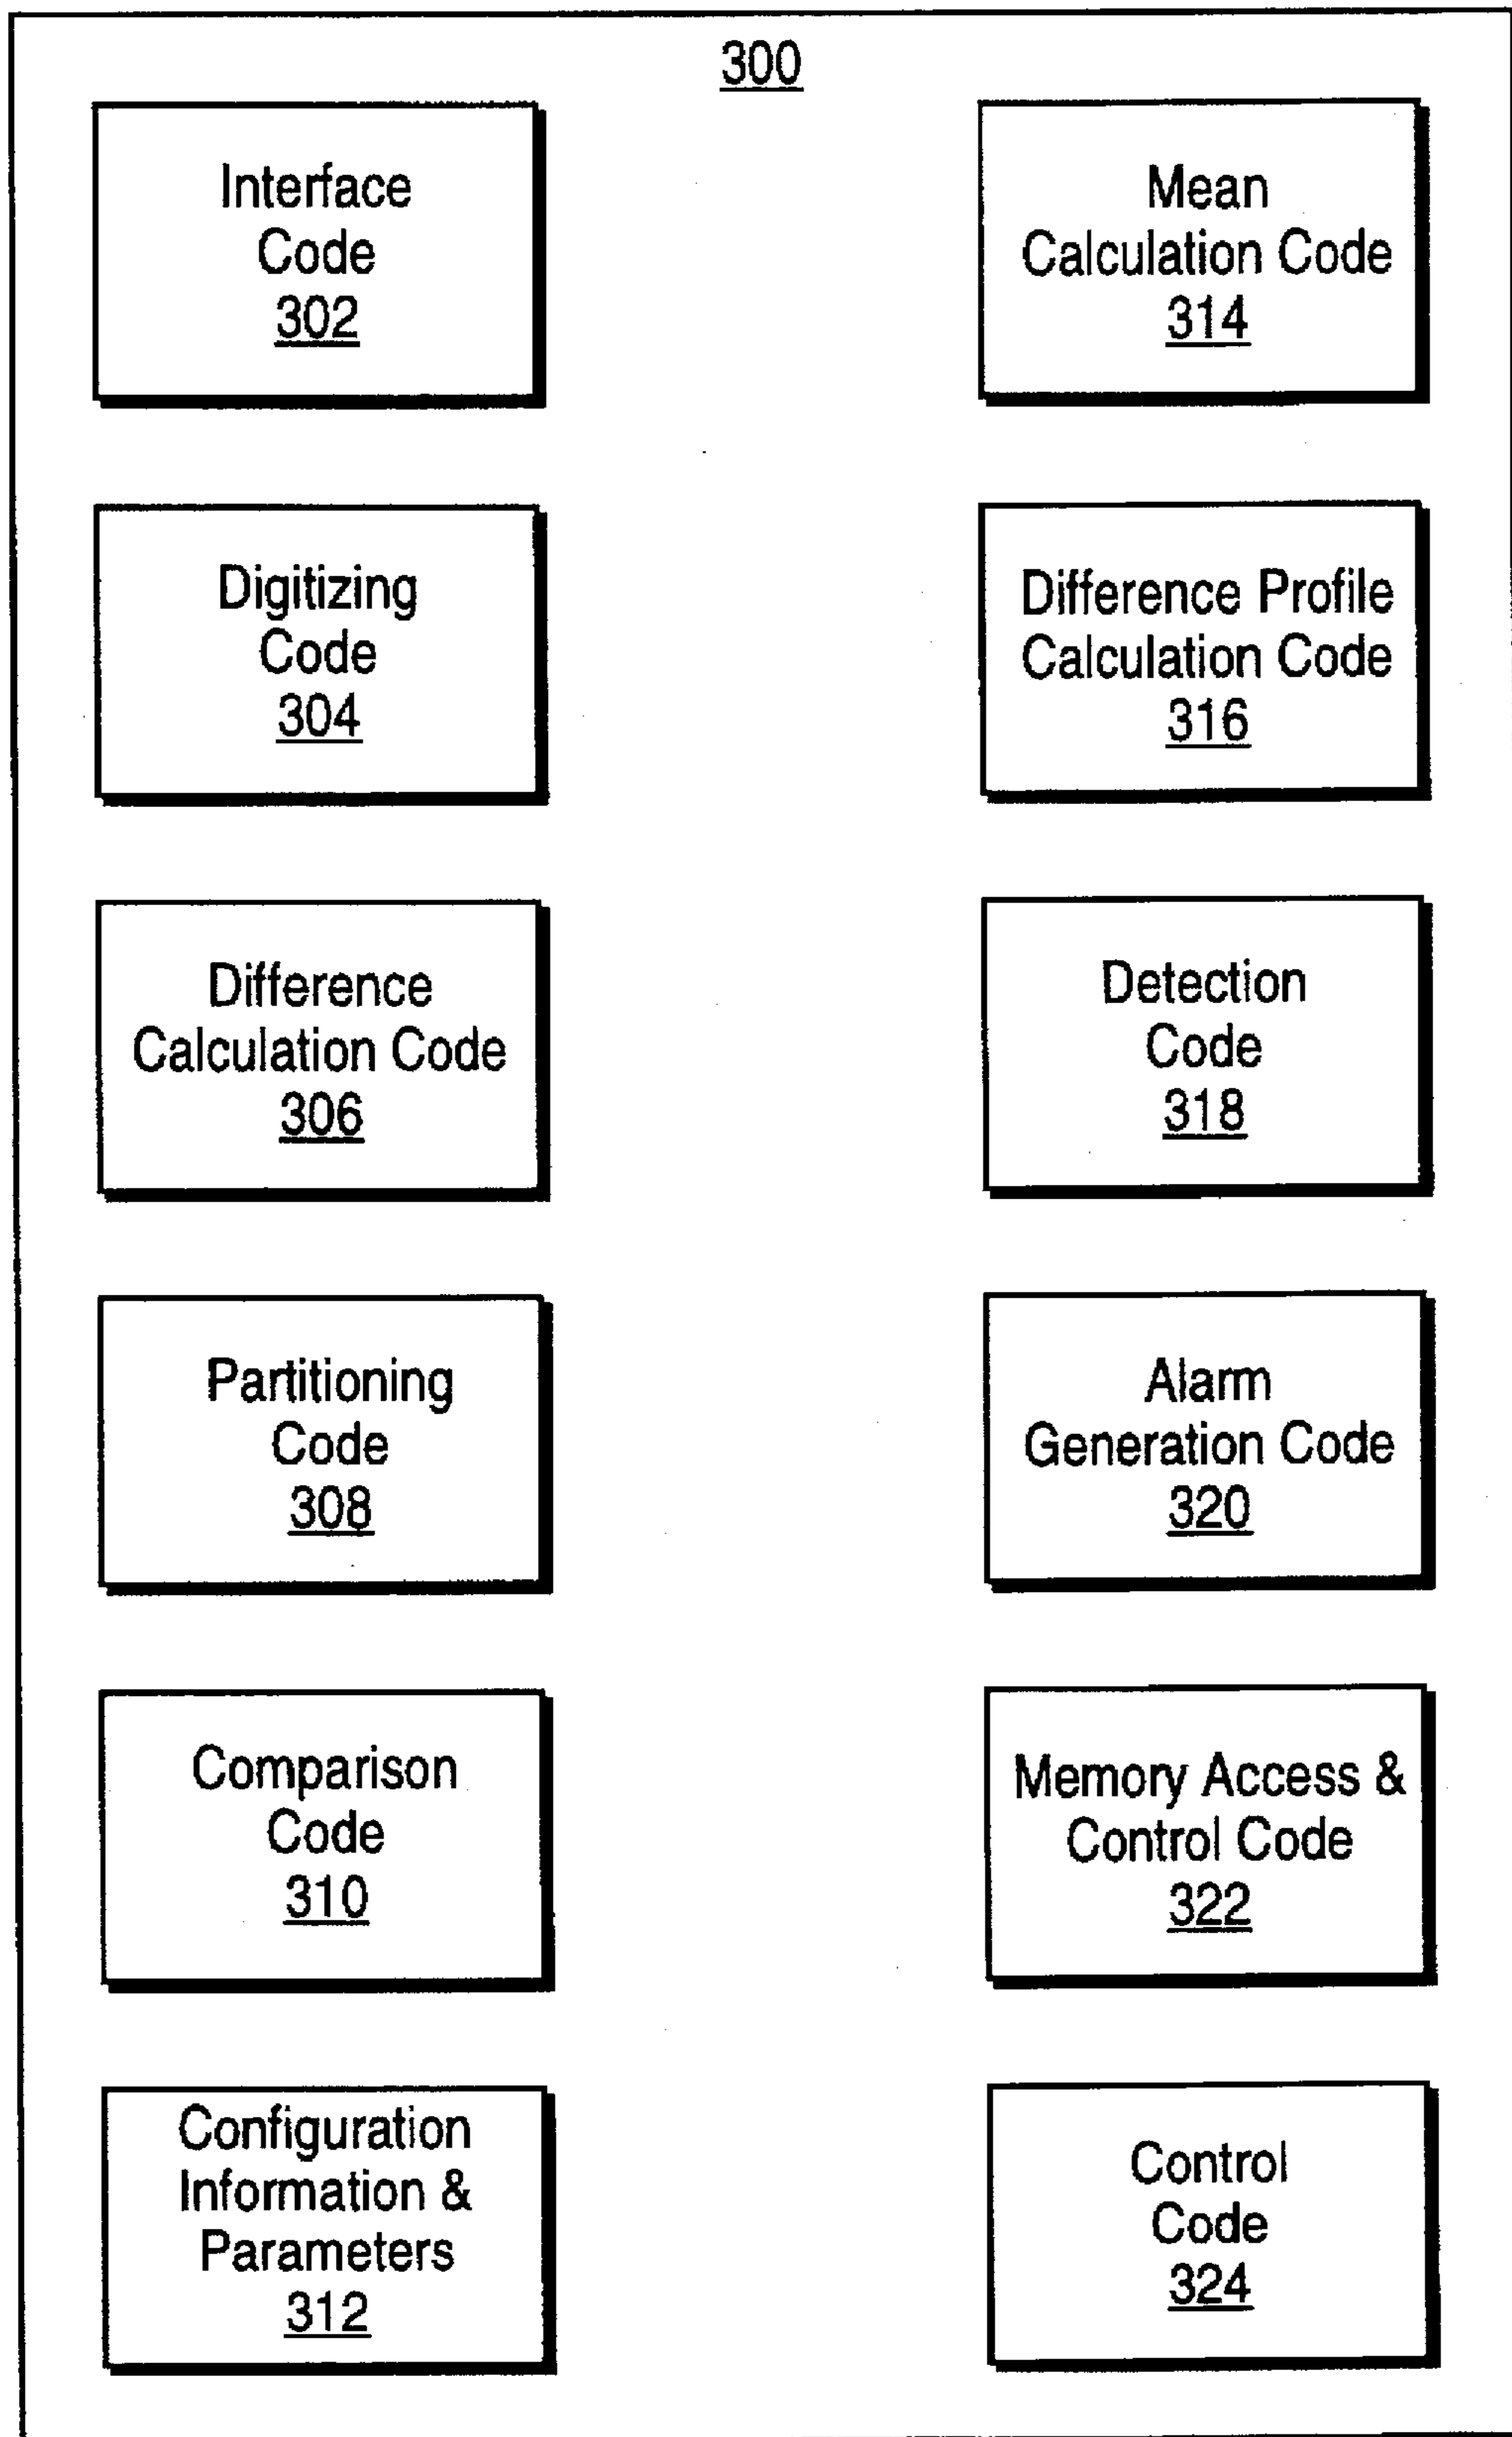 300
Interface
Code
302
Digitizing
Code
304
Difference
Calculation Code
306
Partitioning
Code
308
Comparison
Code
310
Configuration
Information &
Parameters
312
Mean
Calculation Code
314
Difference Profile
Calculation Code
316
Detection
Code
318
Alarm
Generation Code
320
Memory Access &
Control Code
322
Control
Code
324